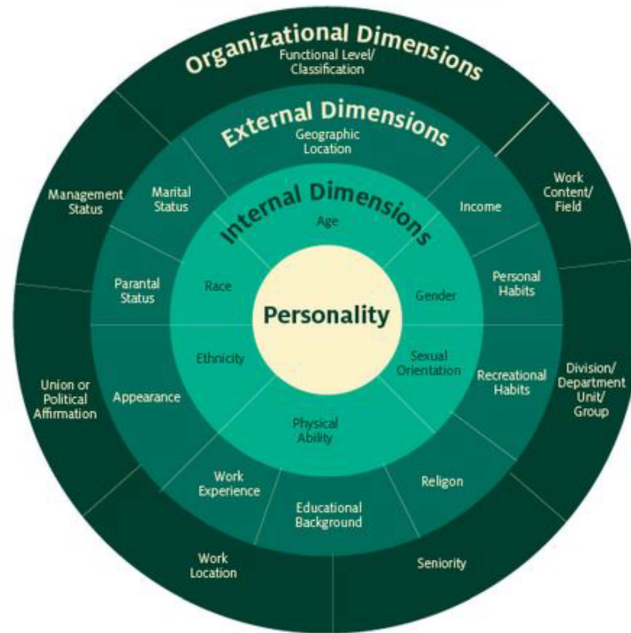 Organizational Dimensions
Functional Level/
Classification
Work
Content/
Field
Division/
Department
Unit/
Group
Seniority
Work
Location
Union or
Political
Affirmation
Management
Status
External Dimensions
Geographic
Location
Income
Personal
Habits
Recreational
Habits
Religon
Educational
Background
Work
Experience
Appearance
Parantal
Status
Marital
Status
Internal Dimensions
Age
Gender
Sexual
Orientation
Physical
Ability
Ethnicity
Race
Personality